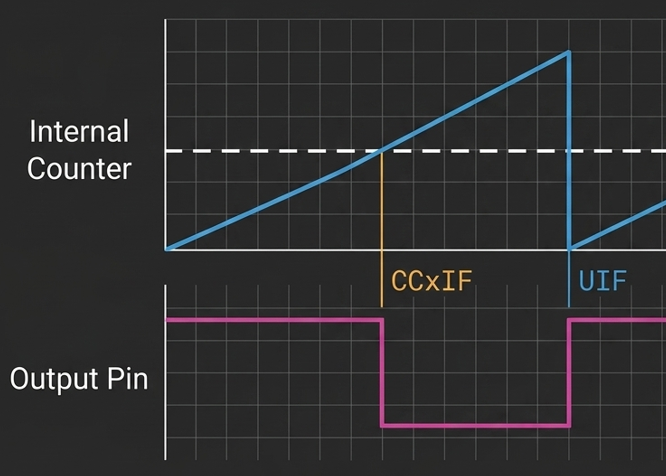 Internal
Counter
CCxIF
UIF
Output Pin